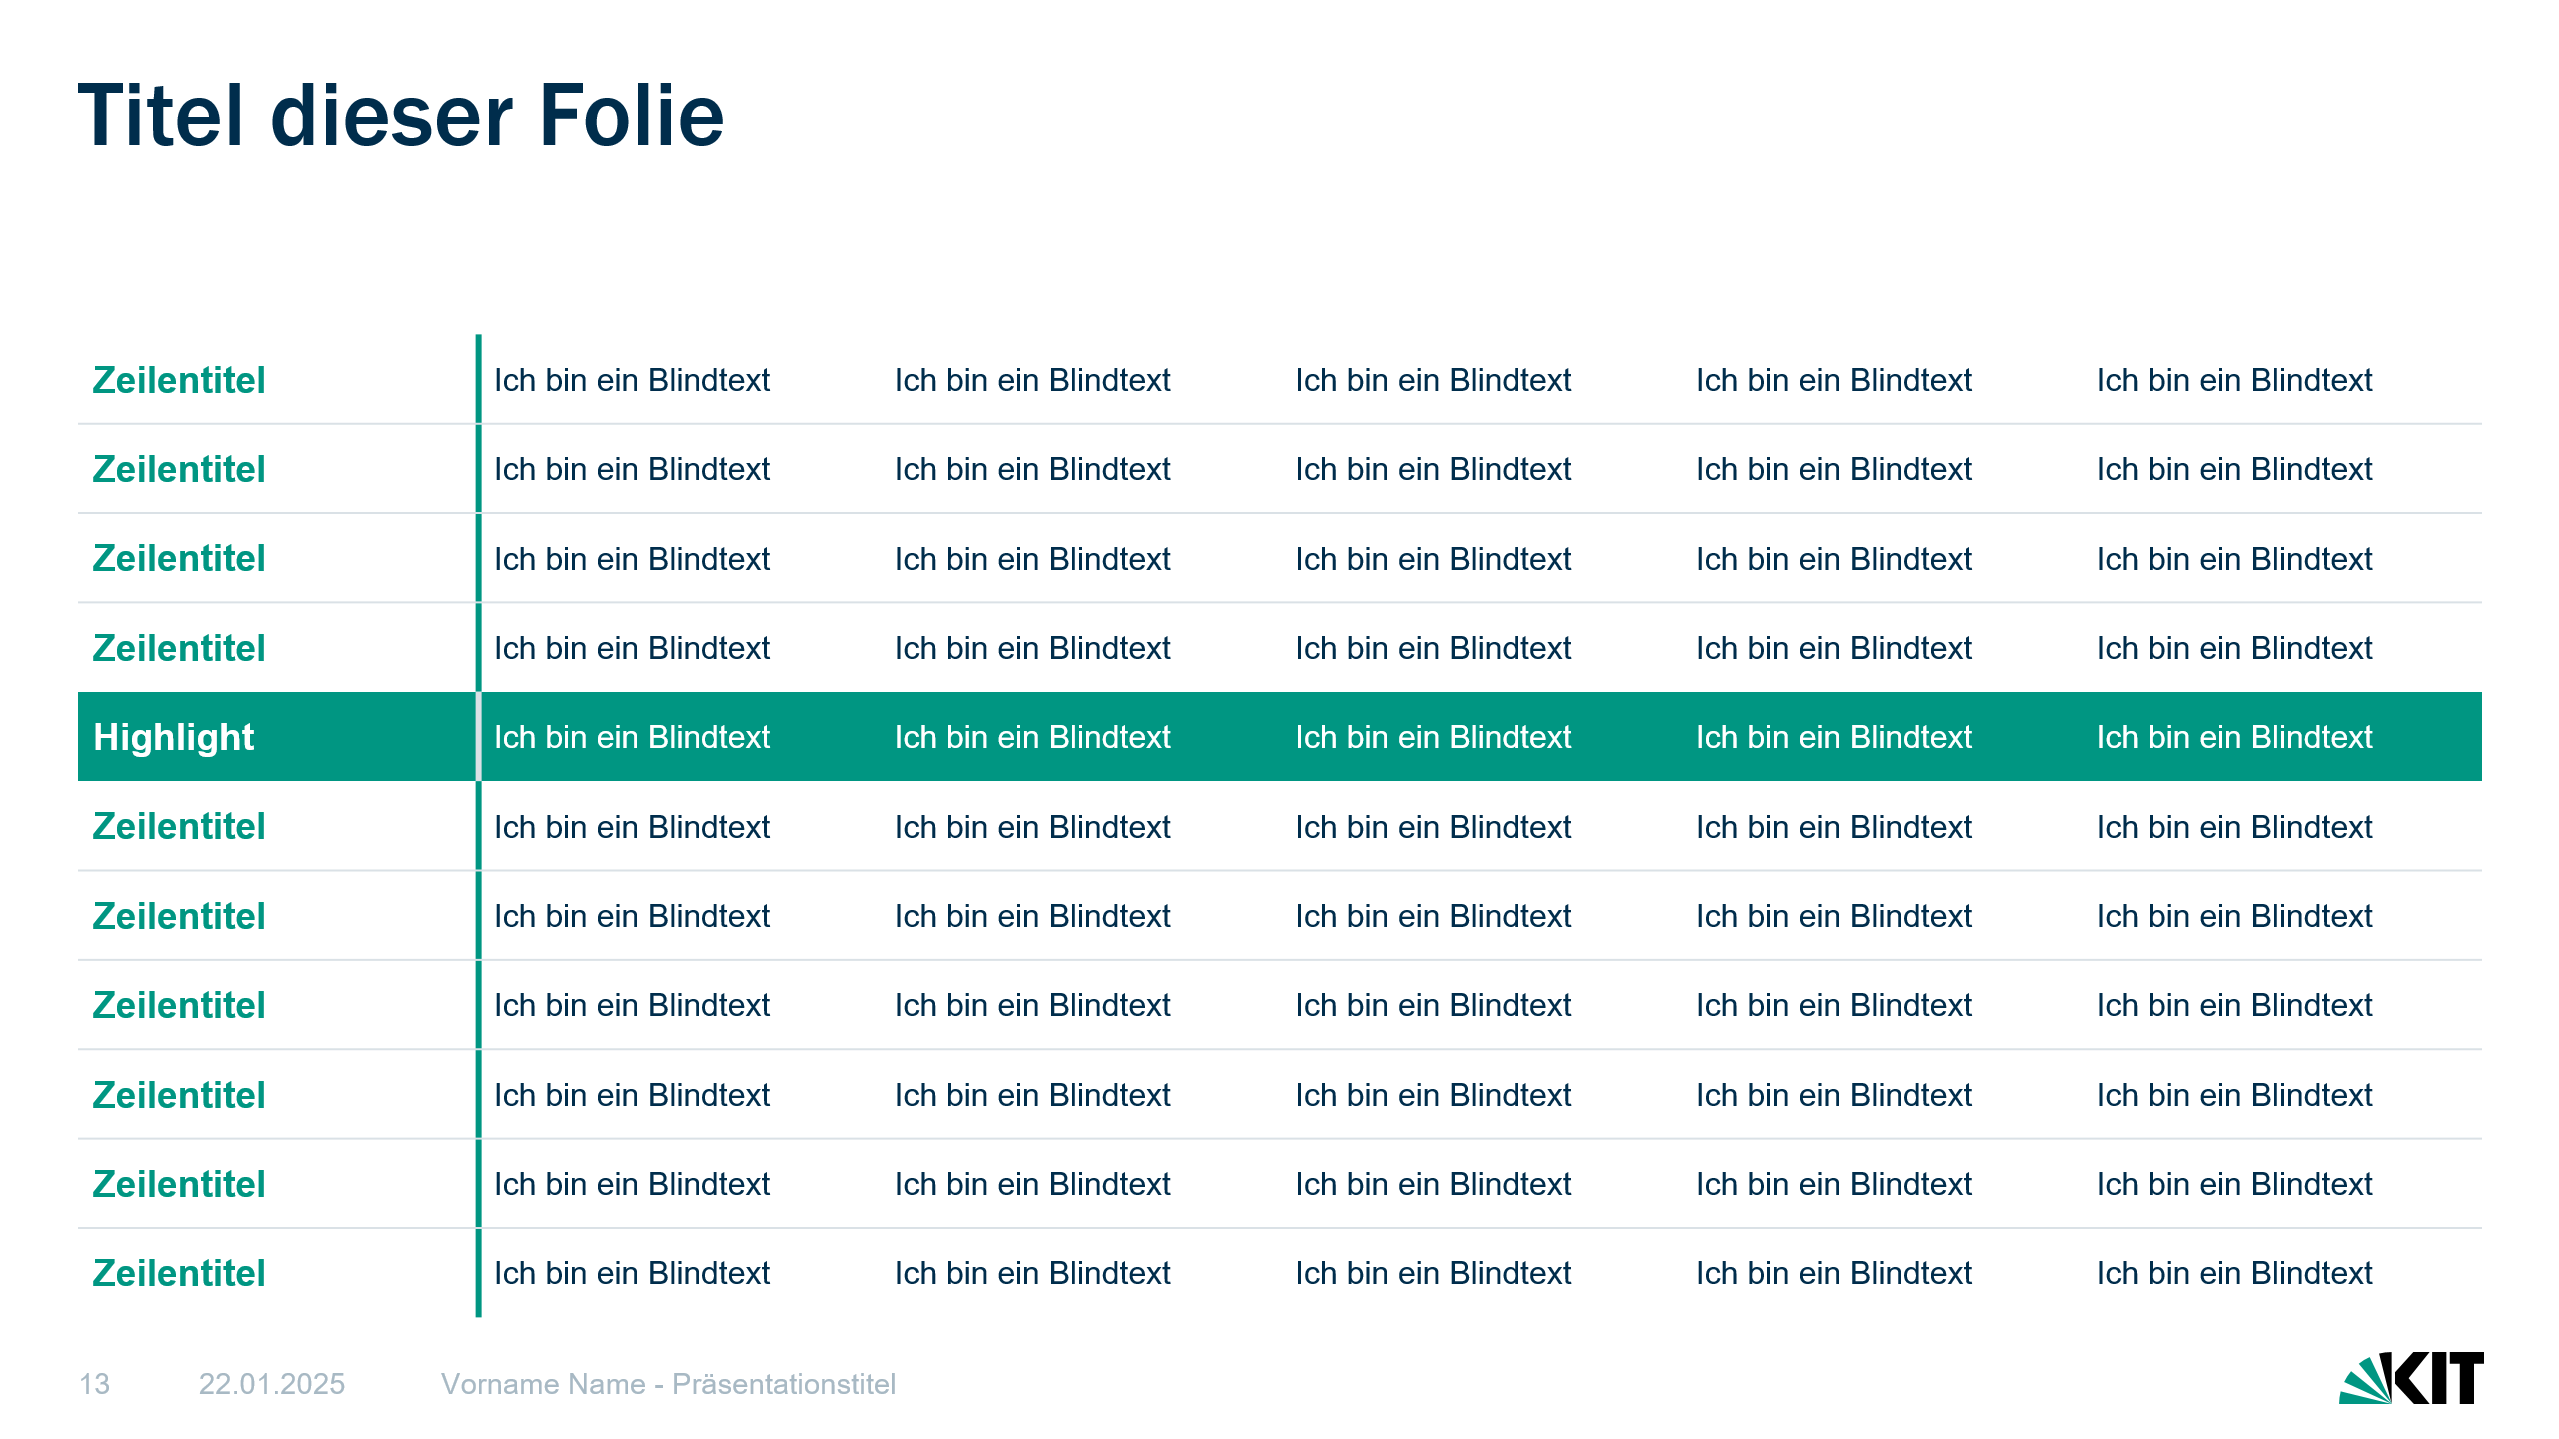 Titel dieser Folie
Zeilentitel Ich bin ein Blindtext Ich bin ein Blindtext Ich bin ein Blindtext Ich bin ein Blindtext Ich bin ein Blindtext
Zeilentitel Ich bin ein Blindtext Ich bin ein Blindtext Ich bin ein Blindtext Ich bin ein Blindtext Ich bin ein Blindtext
Zeilentitel Ich bin ein Blindtext Ich bin ein Blindtext Ich bin ein Blindtext Ich bin ein Blindtext Ich bin ein Blindtext
Zeilentitel Ich bin ein Blindtext Ich bin ein Blindtext Ich bin ein Blindtext Ich bin ein Blindtext Ich bin ein Blindtext
Highlight Ich bin ein Blindtext Ich bin ein Blindtext Ich bin ein Blindtext Ich bin ein Blindtext Ich bin ein Blindtext
Zeilentitel Ich bin ein Blindtext Ich bin ein Blindtext Ich bin ein Blindtext Ich bin ein Blindtext Ich bin ein Blindtext
Zeilentitel Ich bin ein Blindtext Ich bin ein Blindtext Ich bin ein Blindtext Ich bin ein Blindtext Ich bin ein Blindtext
Zeilentitel Ich bin ein Blindtext Ich bin ein Blindtext Ich bin ein Blindtext Ich bin ein Blindtext Ich bin ein Blindtext
Zeilentitel Ich bin ein Blindtext Ich bin ein Blindtext Ich bin ein Blindtext Ich bin ein Blindtext Ich bin ein Blindtext
Zeilentitel Ich bin ein Blindtext Ich bin ein Blindtext Ich bin ein Blindtext Ich bin ein Blindtext Ich bin ein Blindtext
Zeilentitel Ich bin ein Blindtext Ich bin ein Blindtext Ich bin ein Blindtext Ich bin ein Blindtext Ich bin ein Blindtext
13 22.01.2025 Vorname Name - Präsentationstitel KIT